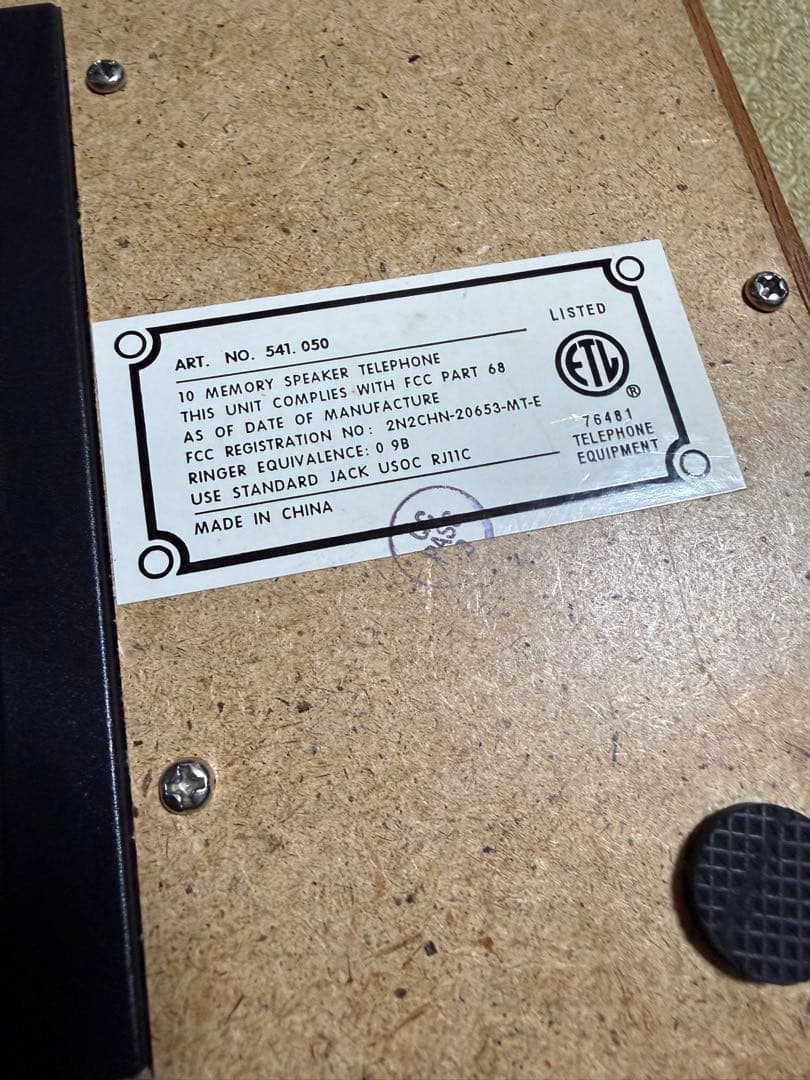 ART. NO. 541. 050
10 MEMORY SPEAKER TELEPHONE
THIS UNIT COMPLIES WITH FCC PART 68
AS OF DATE OF MANUFACTURE
FCC REGISTRATION NO: 2N2CHN-20653-MT-E
RINGER EQUIVALENCE: 0 9B
USE STANDARD JACK USOC RJ11C
MADE IN CHINA
LISTED
ETL
®
76481
TELEPHONE
EQUIPMENT
QC
PASS